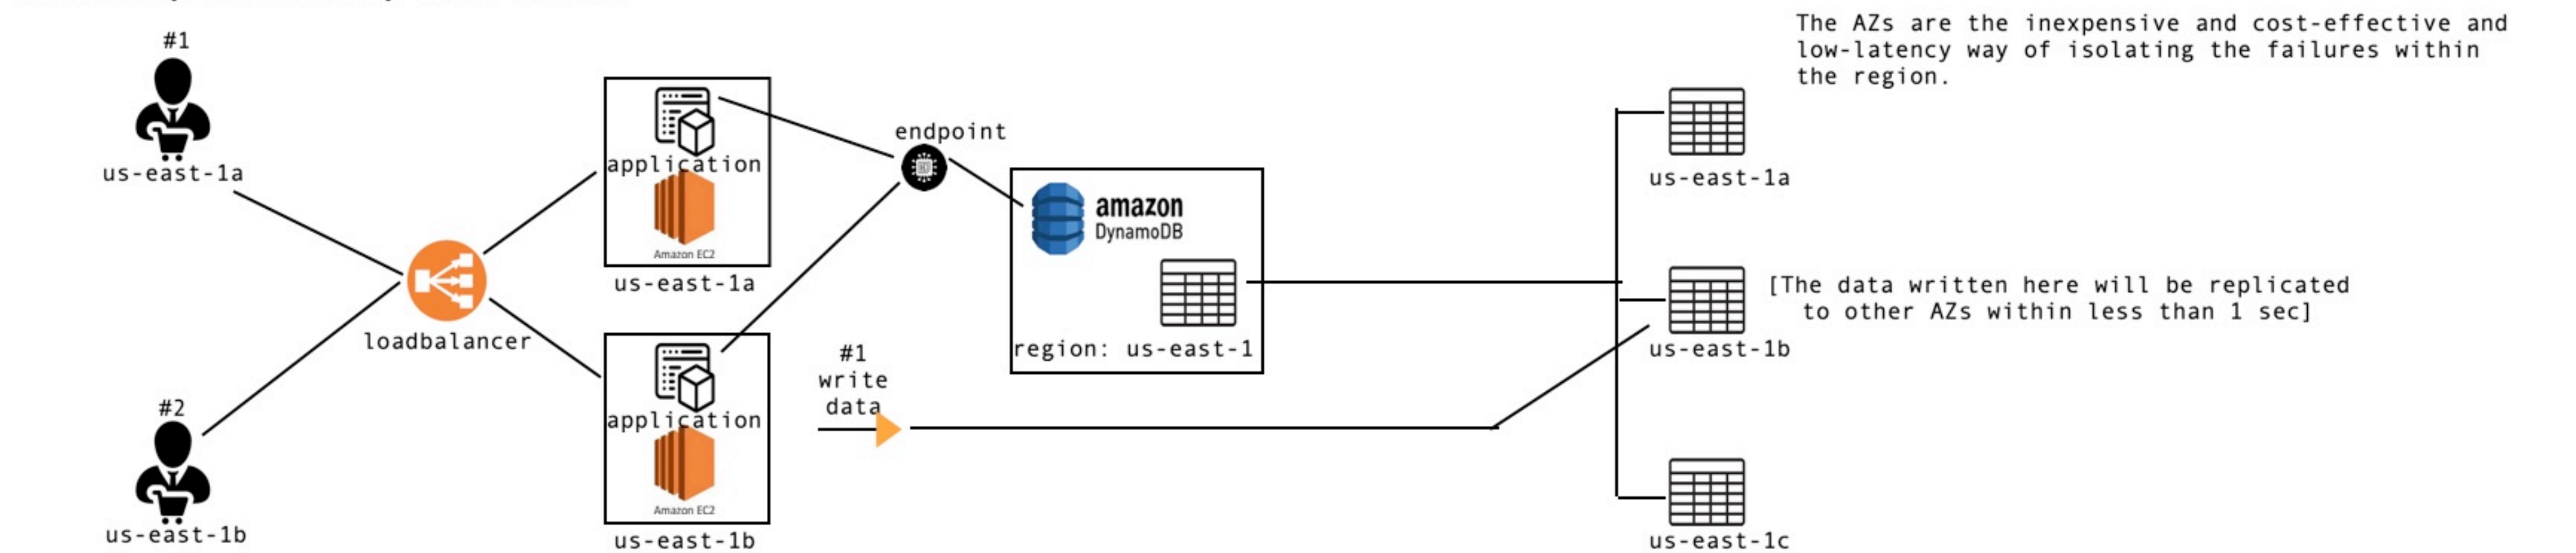 #1
us-east-1a
#2
us-east-1b
loadbalancer
application
Amazon EC2
us-east-1a
application
Amazon EC2
us-east-1b
endpoint
#1
write
data
amazon
DynamoDB
region: us-east-1
The AZs are the inexpensive and cost-effective and
low-latency way of isolating the failures within
the region.
us-east-1a
[The data written here will be replicated
to other AZs within less than 1 sec]
us-east-1b
us-east-1c